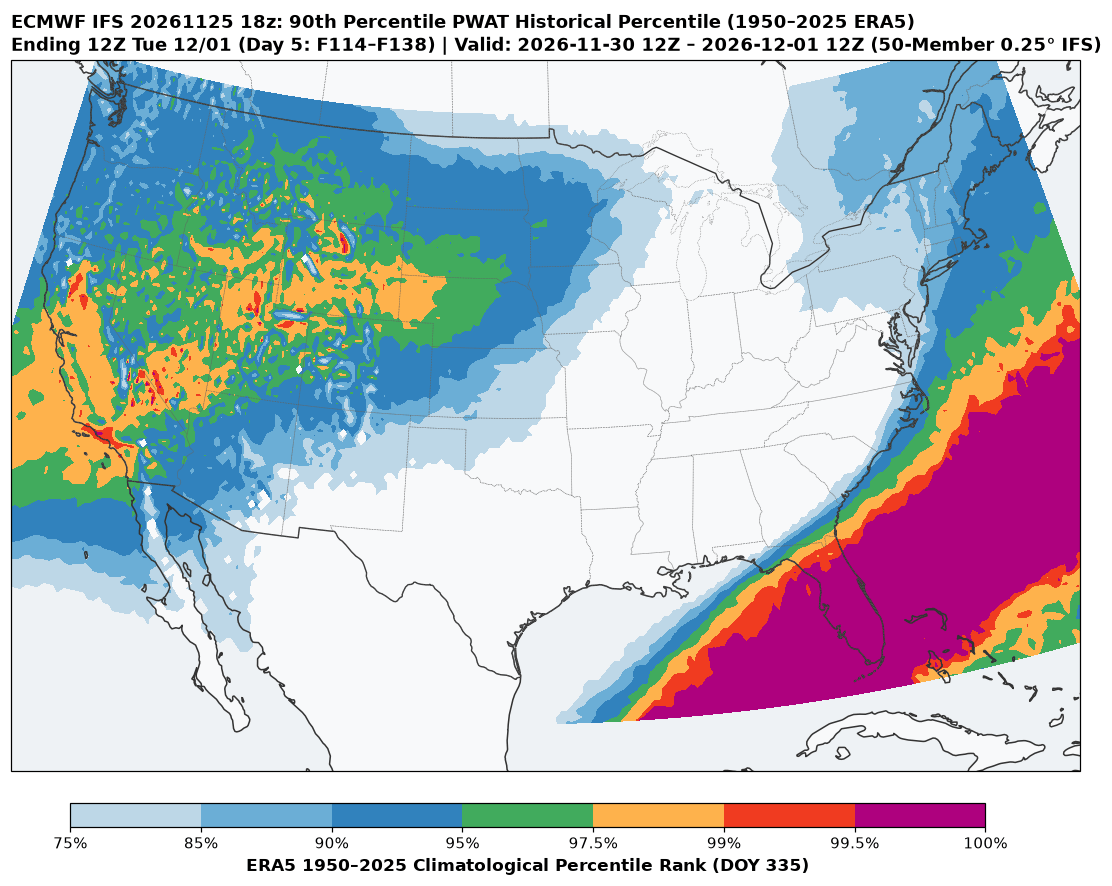 ECMWF IFS 20261125 18z: 90th Percentile PWAT Historical Percentile (1950–2025 ERA5)
Ending 12Z Tue 12/01 (Day 5: F114–F138) | Valid: 2026-11-30 12Z – 2026-12-01 12Z (50-Member 0.25° IFS)
75% 85% 90% 95% 97.5% 99% 99.5% 100%
ERA5 1950–2025 Climatological Percentile Rank (DOY 335)